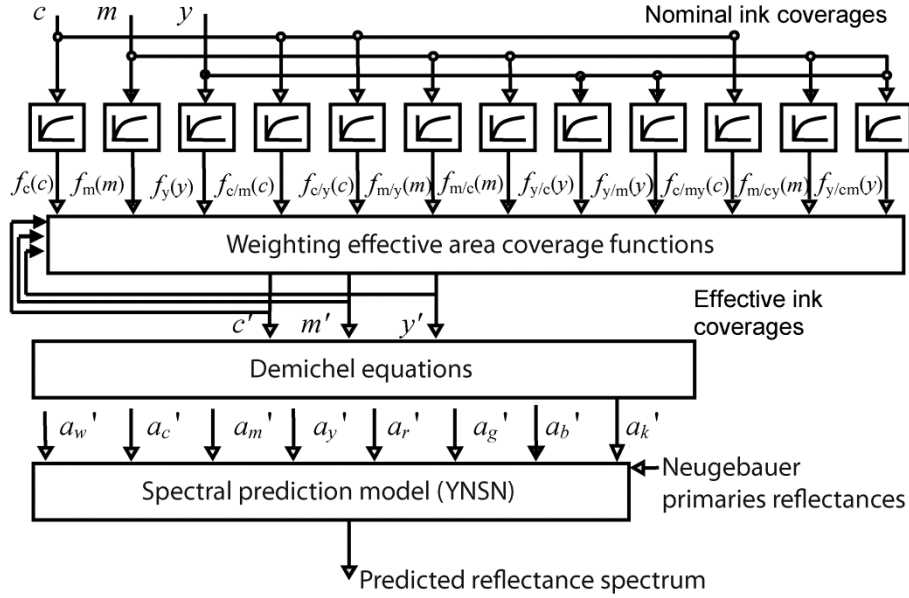 c m y Nominal ink coverages
f_c(c) f_m(m) f_y(y) f_c/m(c) f_c/y(c) f_m/y(m) f_m/c(m) f_y/c(y) f_y/m(y) f_c/my(c) f_m/cy(m) f_y/cm(y)
Weighting effective area coverage functions
Effective ink
coverages
c' m' y'
Demichel equations
a_w' a_c' a_m' a_y' a_r' a_g' a_b' a_k'
Spectral prediction model (YNSN)
Neugebauer
primaries reflectances
Predicted reflectance spectrum